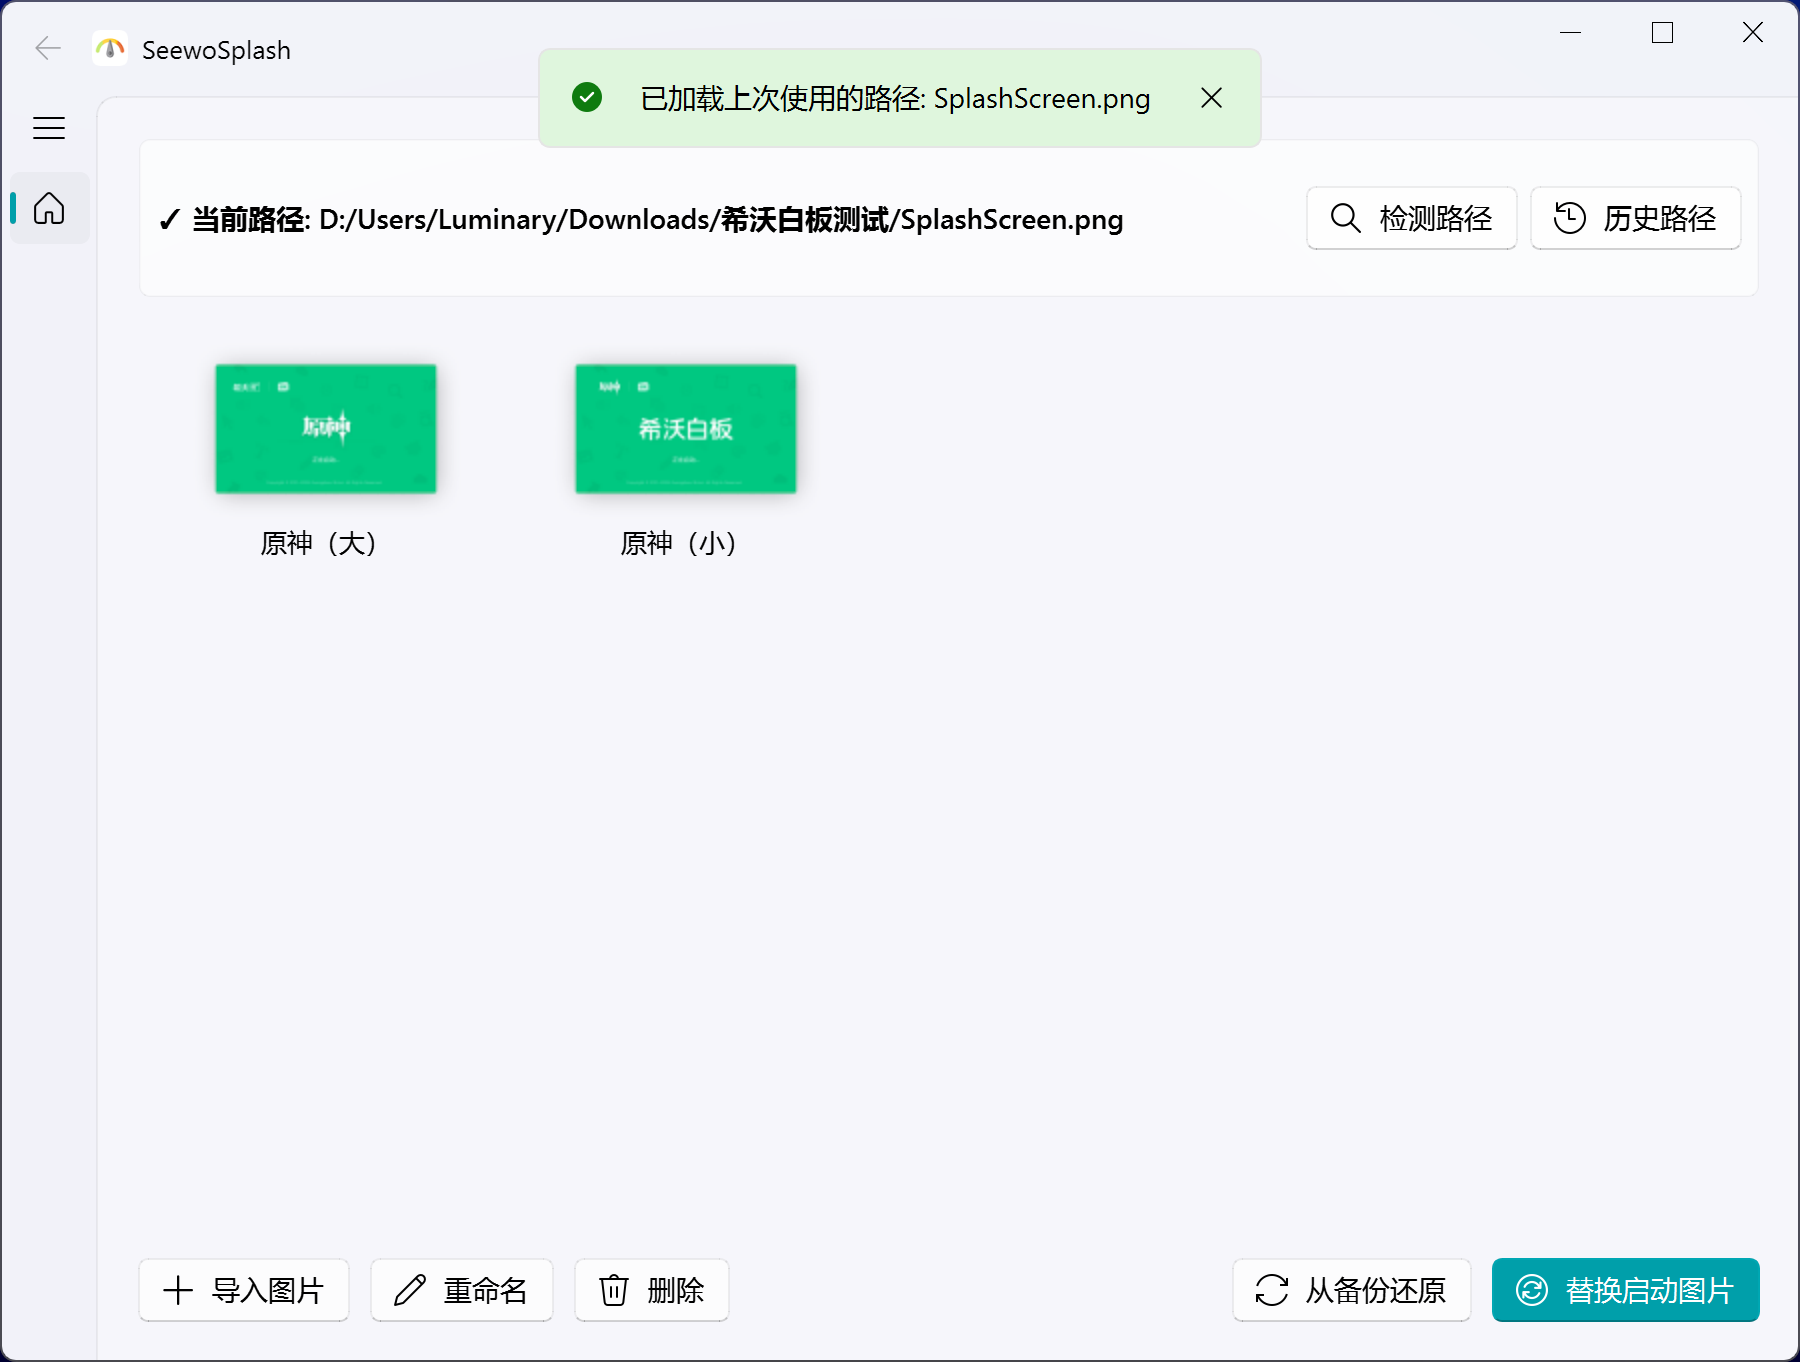 SeewoSplash
已加载上次使用的路径: SplashScreen.png
✓ 当前路径: D:/Users/Luminary/Downloads/希沃白板测试/SplashScreen.png
检测路径
历史路径
原神
希沃白板
原神（大）
原神（小）
导入图片
重命名
删除
从备份还原
替换启动图片